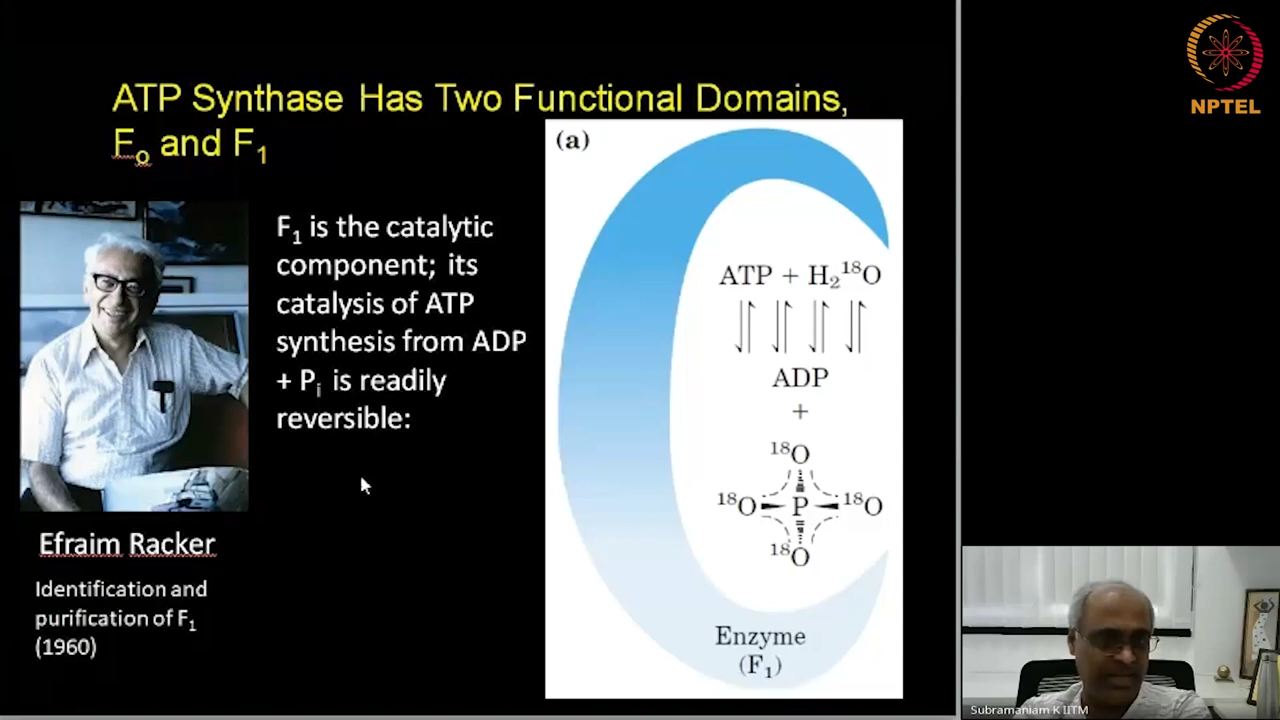 ATP Synthase Has Two Functional Domains,
Fₒ and F₁
F₁ is the catalytic
component; its
catalysis of ATP
synthesis from ADP
+ Pᵢ is readily
reversible:
Efraim Racker
Identification and
purification of F₁
(1960)
(a)
ATP + H₂¹⁸O
ADP
+
¹⁸O
¹⁸O P ¹⁸O
¹⁸O
Enzyme
(F₁)
NPTEL
Subramaniam K IITM